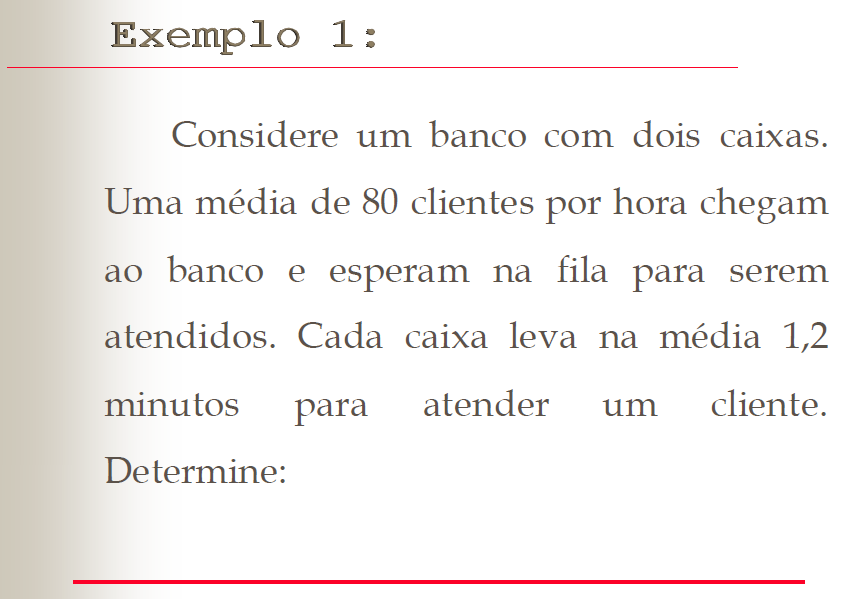 Exemplo 1:
Considere um banco com dois caixas.
Uma média de 80 clientes por hora chegam
ao banco e esperam na fila para serem
atendidos. Cada caixa leva na média 1,2
minutos para atender um cliente.
Determine: